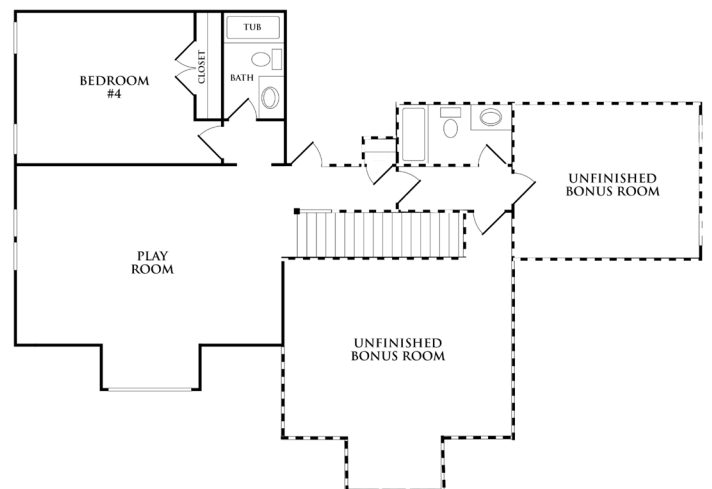 TUB
CLOSET
BEDROOM
#4
BATH
UNFINISHED
BONUS ROOM
PLAY
ROOM
UNFINISHED
BONUS ROOM